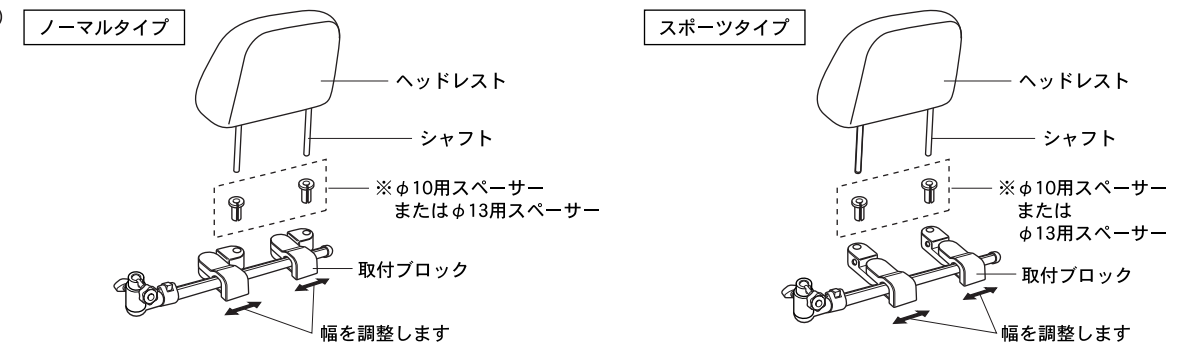 )
ノーマルタイプ
ヘッドレスト
シャフト
※φ10用スペーサー
またはφ13用スペーサー
取付ブロック
幅を調整します
スポーツタイプ
ヘッドレスト
シャフト
※φ10用スペーサー
または
φ13用スペーサー
取付ブロック
幅を調整します